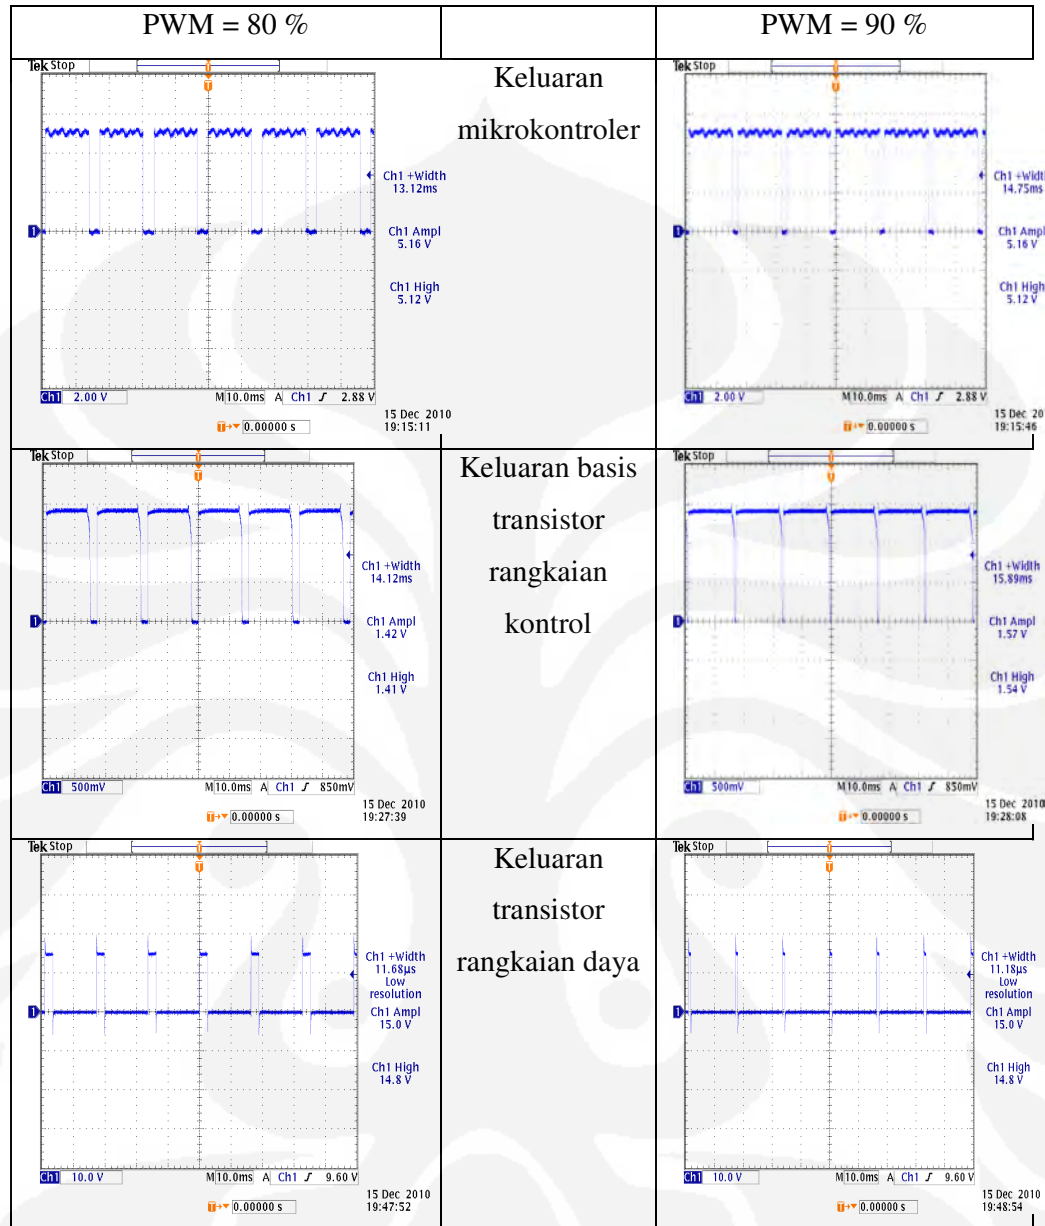 PWM = 80 %
PWM = 90 %
Tek Stop
Ch1 +Width
13.12ms
Ch1 Ampl
5.16 V
Ch1 High
5.12 V
1
Ch1 2.00 V M 10.0ms A Ch1 2.88 V
0.00000 s
15 Dec 2010
19:15:11
Keluaran
mikrokontroler
Tek Stop
Ch1 +Width
14.75ms
Ch1 Ampl
5.16 V
Ch1 High
5.12 V
1
Ch1 2.00 V M 10.0ms A Ch1 2.88 V
0.00000 s
15 Dec 20
19:15:46
Tek Stop
Ch1 +Width
14.12ms
Ch1 Ampl
1.42 V
Ch1 High
1.41 V
1
Ch1 500mV M 10.0ms A Ch1 850mV
0.00000 s
15 Dec 2010
19:27:39
Keluaran basis
transistor
rangkaian
kontrol
Tek Stop
Ch1 +Width
15.89ms
Ch1 Ampl
1.57 V
Ch1 High
1.54 V
1
Ch1 500mV M 10.0ms A Ch1 850mV
0.00000 s
15 Dec 2010
19:28:08
Tek Stop
Ch1 +Width
11.68µs
Low
resolution
Ch1 Ampl
15.0 V
Ch1 High
14.8 V
1
Ch1 10.0 V M 10.0ms A Ch1 9.60 V
0.00000 s
15 Dec 2010
19:47:52
Keluaran
transistor
rangkaian daya
Tek Stop
Ch1 +Width
11.18µs
Low
resolution
Ch1 Ampl
15.0 V
Ch1 High
14.8 V
1
Ch1 10.0 V M 10.0ms A Ch1 9.60 V
0.00000 s
15 Dec 2010
19:48:54